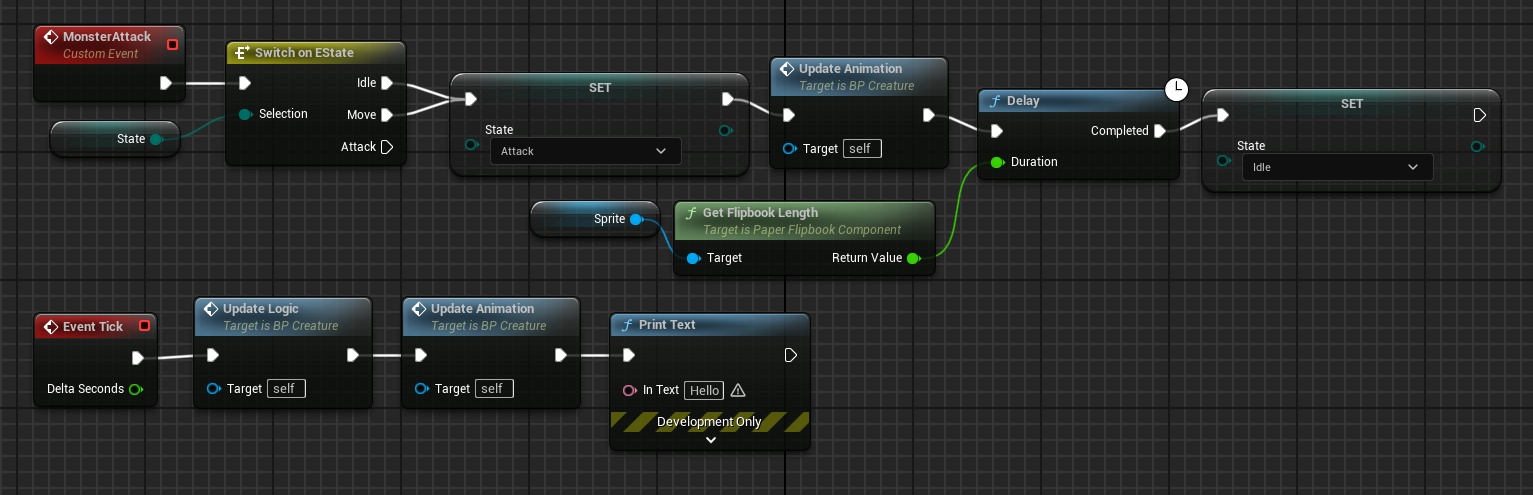 MonsterAttack
Custom Event
State
Switch on EState
Idle
Selection
Move
Attack
SET
State
Attack
Update Animation
Target is BP Creature
Target self
Delay
Completed
Duration
SET
State
Idle
Sprite
Get Flipbook Length
Target is Paper Flipbook Component
Target Return Value
Event Tick
Delta Seconds
Update Logic
Target is BP Creature
Target self
Update Animation
Target is BP Creature
Target self
Print Text
In Text Hello
Development Only